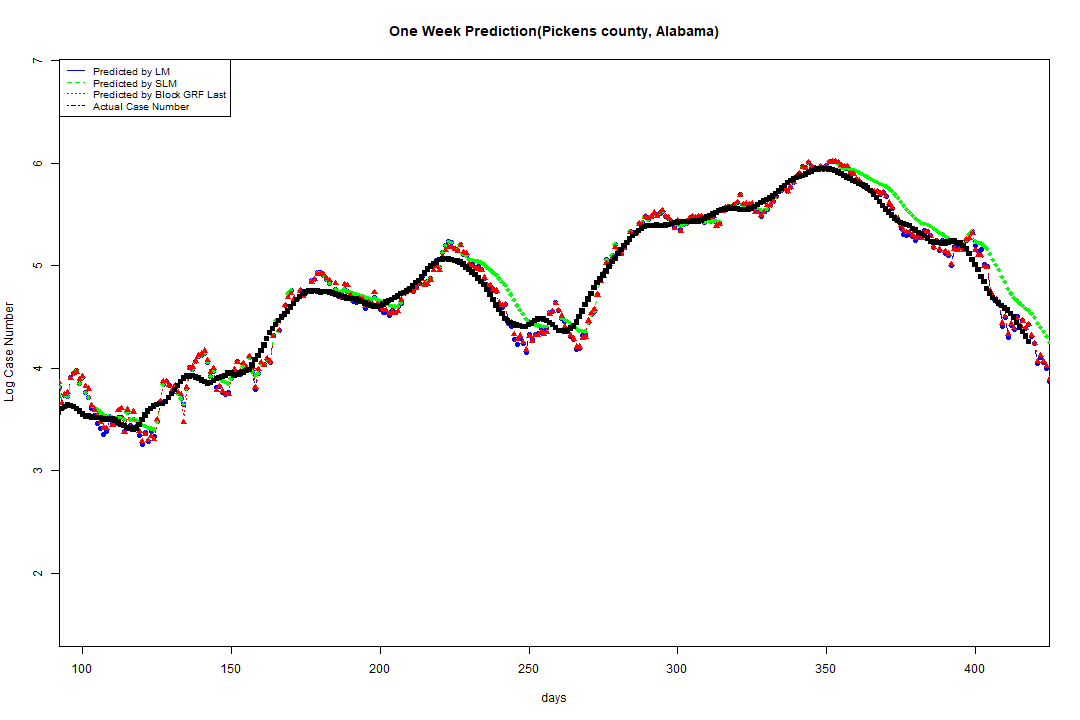 One Week Prediction(Pickens county, Alabama)
Predicted by LM
Predicted by SLM
Predicted by Block GRF Last
Actual Case Number
7
6
5
4
3
2
Log Case Number
100 150 200 250 300 350 400
days